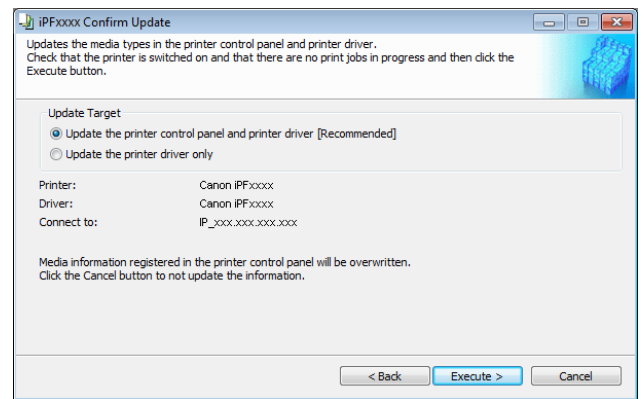 iPFxxxx Confirm Update
Updates the media types in the printer control panel and printer driver.
Check that the printer is switched on and that there are no print jobs in progress and then click the
Execute button.
Update Target
Update the printer control panel and printer driver [Recommended]
Update the printer driver only
Printer: Canon iPFxxxx
Driver: Canon iPFxxxx
Connect to: IP_xxx.xxx.xxx.xxx
Media information registered in the printer control panel will be overwritten.
Click the Cancel button to not update the information.
< Back Execute > Cancel